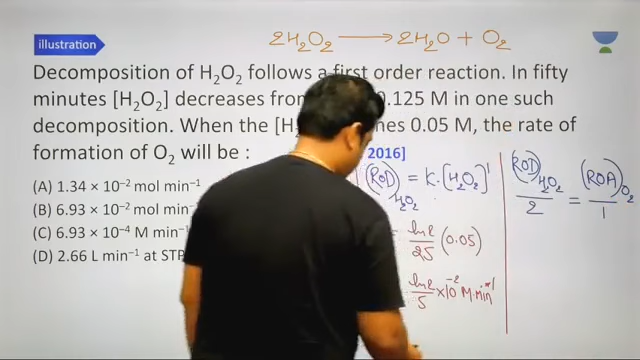 illustration
2H₂O₂ ⟶ 2H₂O + O₂
Decomposition of H₂O₂ follows a first order reaction. In fifty
minutes [H₂O₂] decreases from 0.125 M in one such
decomposition. When the [H₂ 0.05 M, the rate of
formation of O₂ will be :
2016]
(A) 1.34 × 10⁻² mol min⁻¹
(B) 6.93 × 10⁻² mol min⁻
(C) 6.93 × 10⁻⁴ M min⁻
(D) 2.66 L min⁻¹ at STP
(ROD)H₂O₂ = K.[H₂O₂]¹
= ln2/25 (0.05)
ln2/5 × 10⁻² M.min⁻¹
(ROD)H₂O₂/2 = (ROA)O₂/1